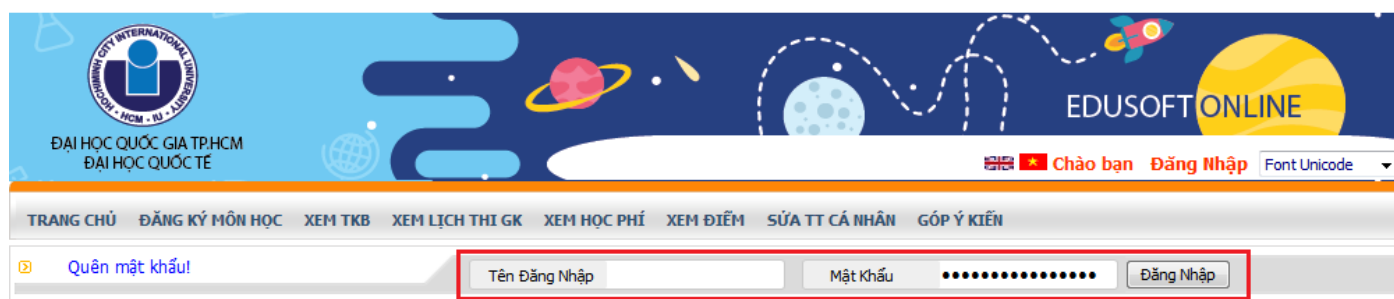 HOCHIMINH CITY INTERNATIONAL UNIVERSITY
HCM - IU
ĐẠI HỌC QUỐC GIA TP.HCM
ĐẠI HỌC QUỐC TẾ
EDUSOFT ONLINE
Chào bạn Đăng Nhập Font Unicode
TRANG CHỦ ĐĂNG KÝ MÔN HỌC XEM TKB XEM LỊCH THI GK XEM HỌC PHÍ XEM ĐIỂM SỬA TT CÁ NHÂN GÓP Ý KIẾN
Quên mật khẩu! Tên Đăng Nhập Mật Khẩu •••••••••••••••• Đăng Nhập